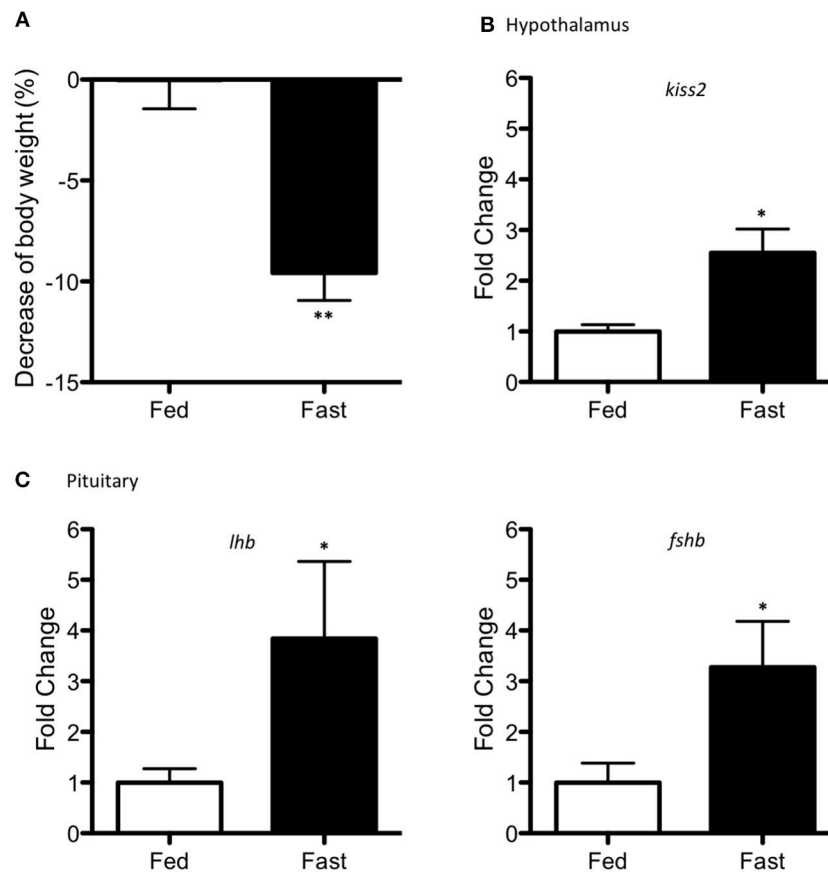 A
Decrease of body weight (%)
0
-5
-10
-15
**
Fed Fast
B Hypothalamus
kiss2
Fold Change
6
5
4
3
2
1
0
*
Fed Fast
C Pituitary
lhb
Fold Change
6
5
4
3
2
1
0
*
Fed Fast
fshb
Fold Change
6
5
4
3
2
1
0
*
Fed Fast